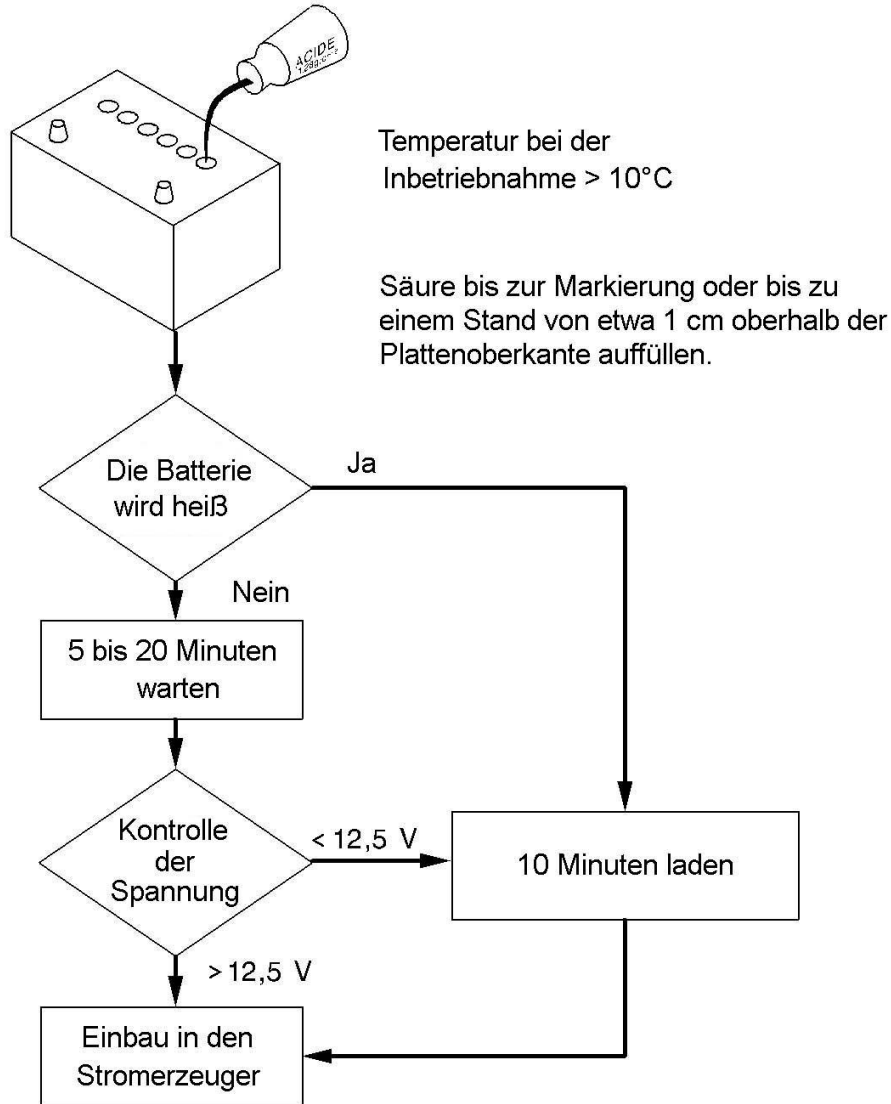 ACIDE
Temperatur bei der
Inbetriebnahme > 10°C
Säure bis zur Markierung oder bis zu
einem Stand von etwa 1 cm oberhalb der
Plattenoberkante auffüllen.
Die Batterie
wird heiß
Ja
Nein
5 bis 20 Minuten
warten
Kontrolle
der
Spannung
< 12,5 V
10 Minuten laden
> 12,5 V
Einbau in den
Stromerzeuger